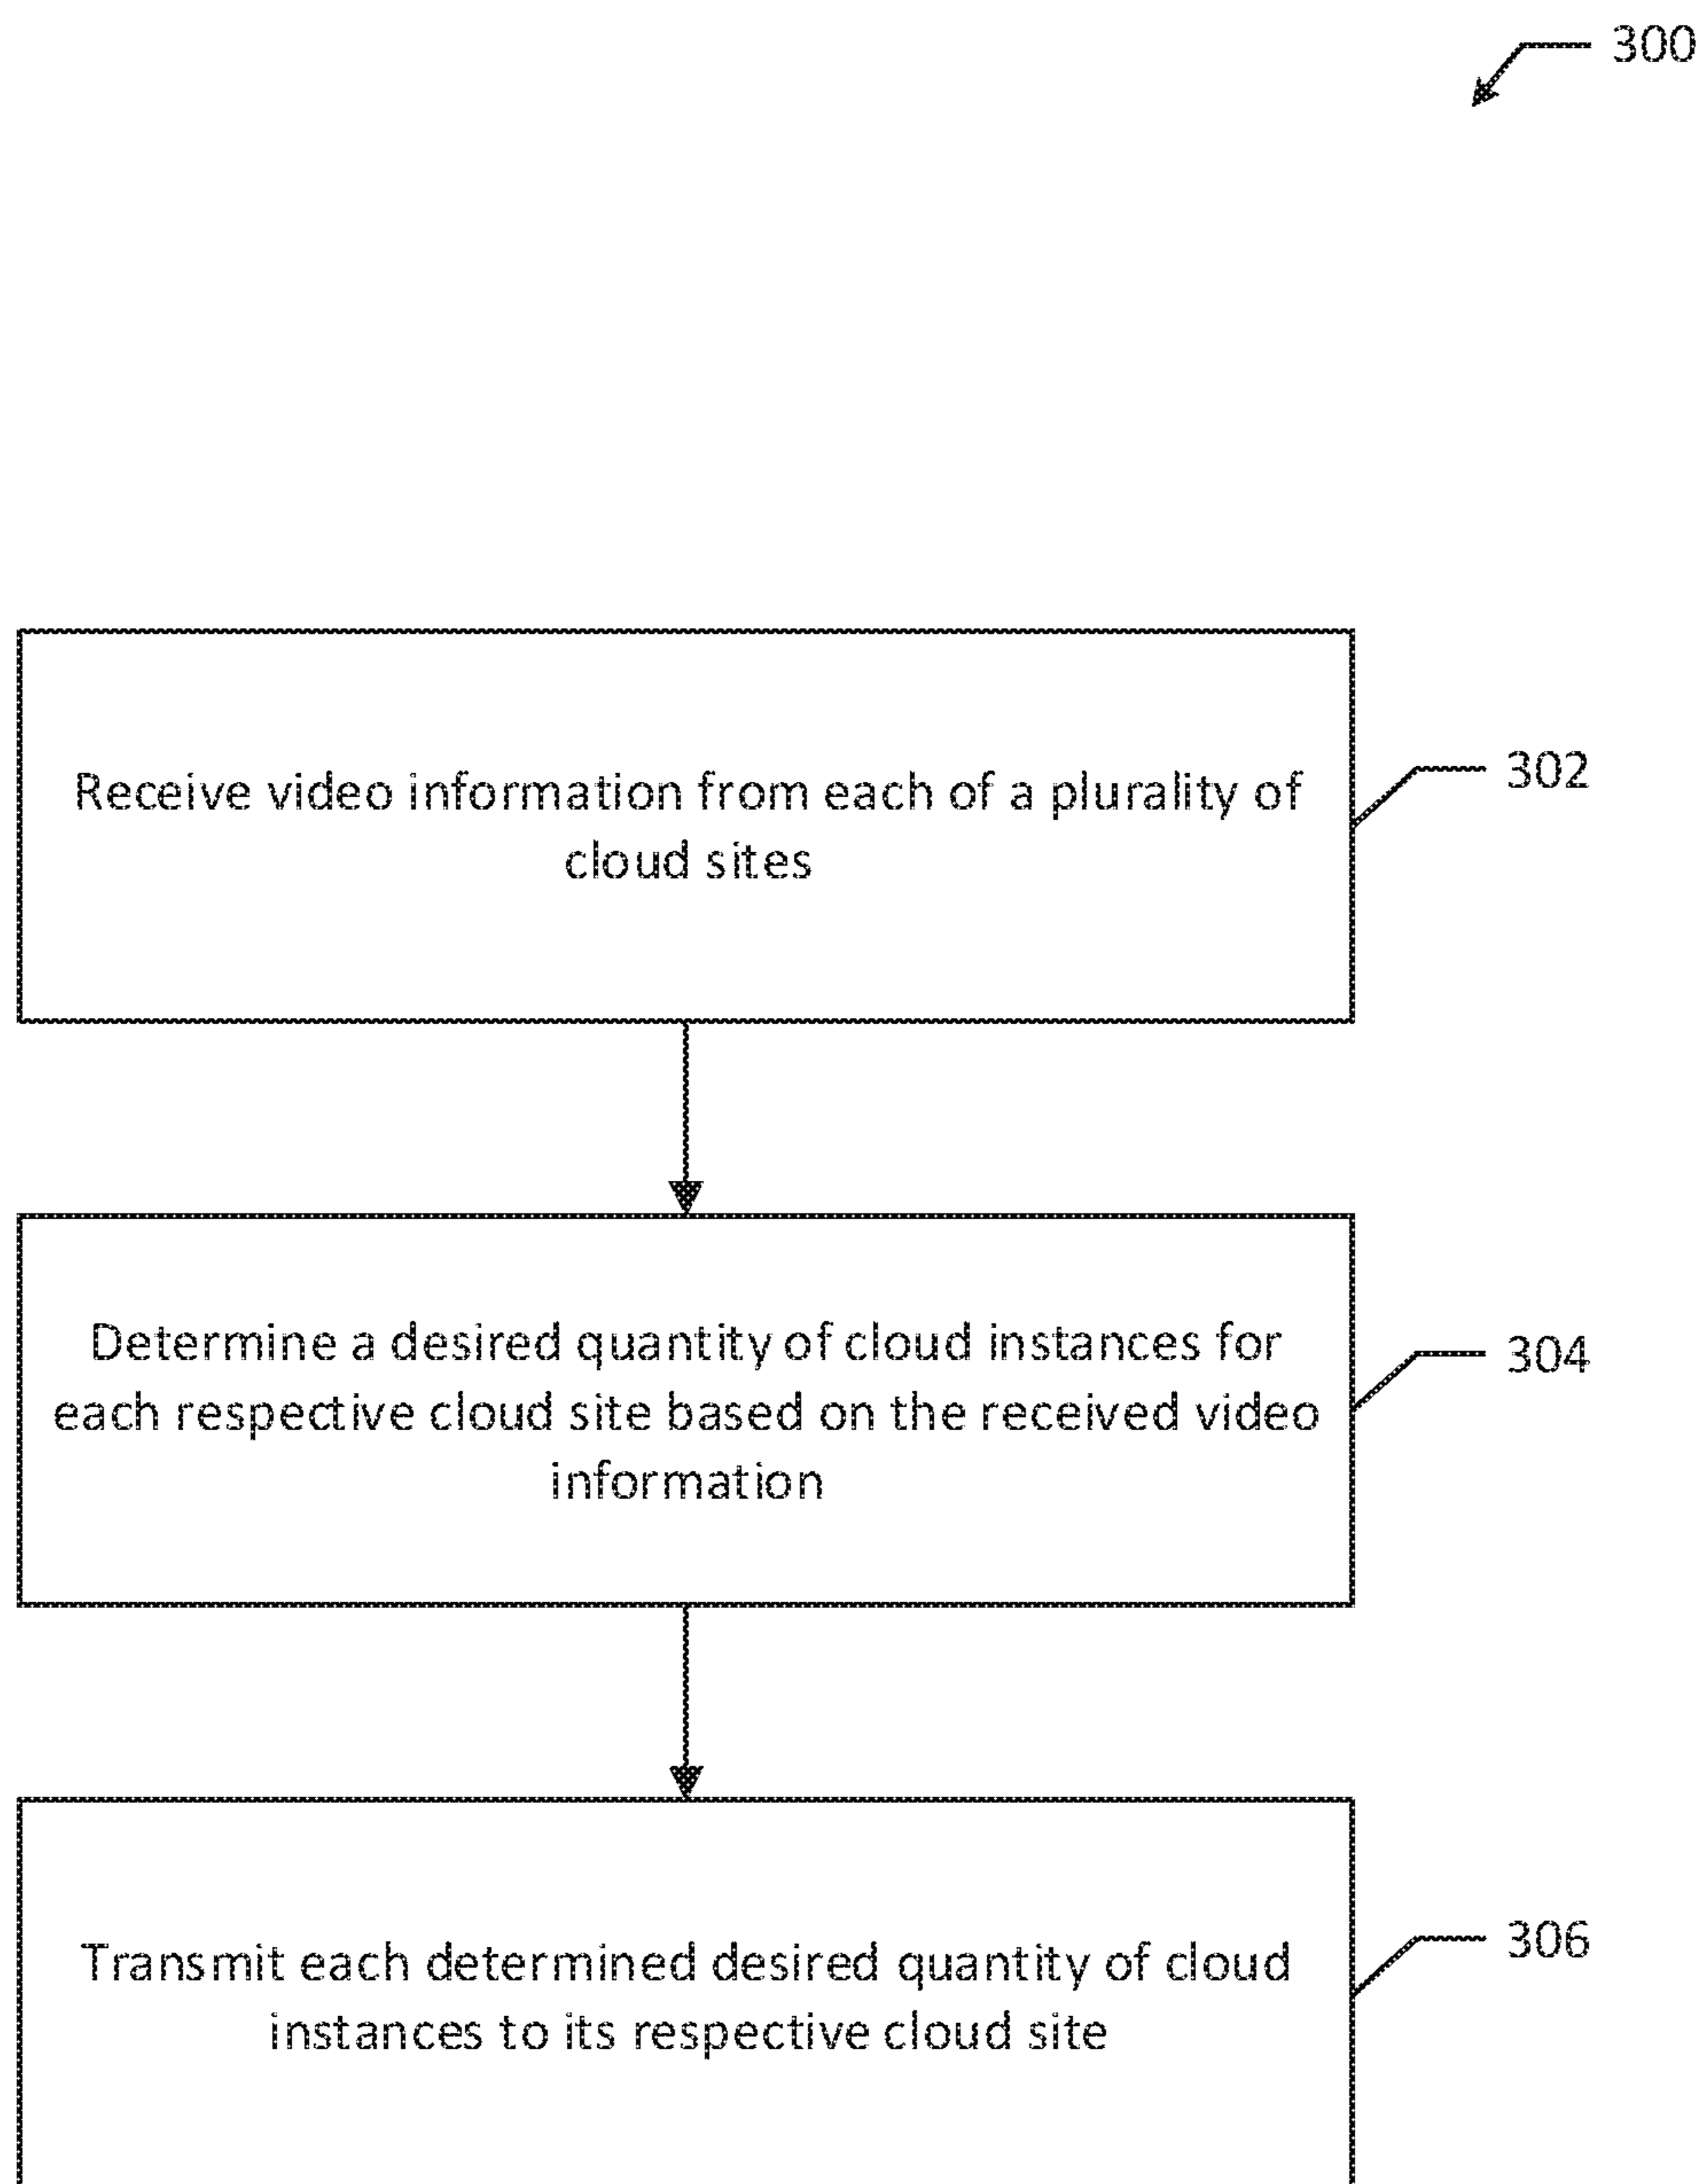 300
Receive video information from each of a plurality of
cloud sites
302
Determine a desired quantity of cloud instances for
each respective cloud site based on the received video
information
304
Transmit each determined desired quantity of cloud
instances to its respective cloud site
306